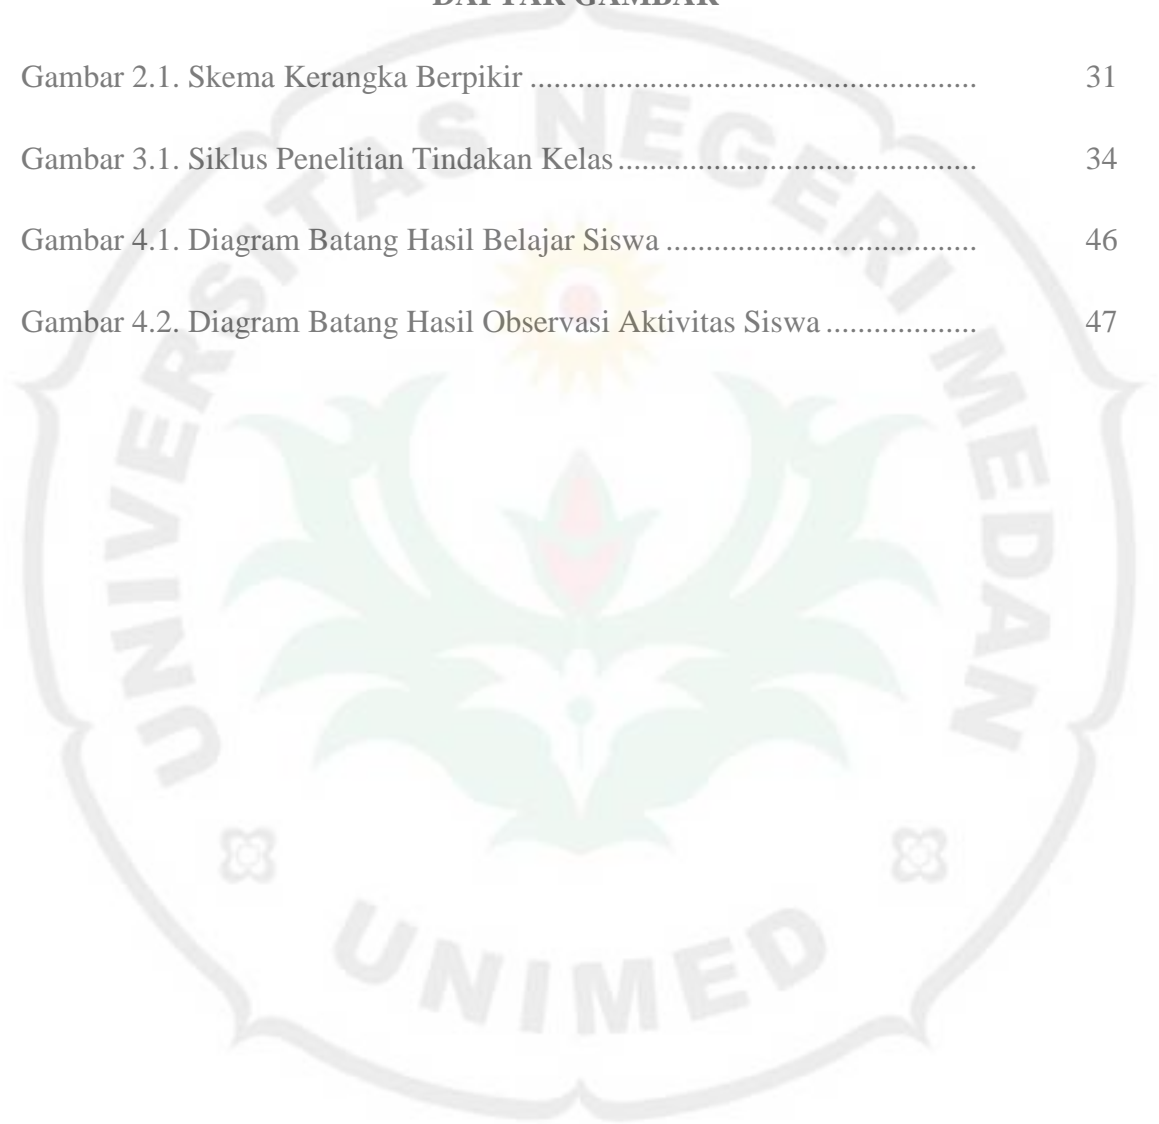 DAFTAR GAMBAR
Gambar 2.1. Skema Kerangka Berpikir ................................................ 31
Gambar 3.1. Siklus Penelitian Tindakan Kelas ...................................... 34
Gambar 4.1. Diagram Batang Hasil Belajar Siswa ................................. 46
Gambar 4.2. Diagram Batang Hasil Observasi Aktivitas Siswa ................... 47
UNIVERSITAS NEGERI MEDAN
UNIMED